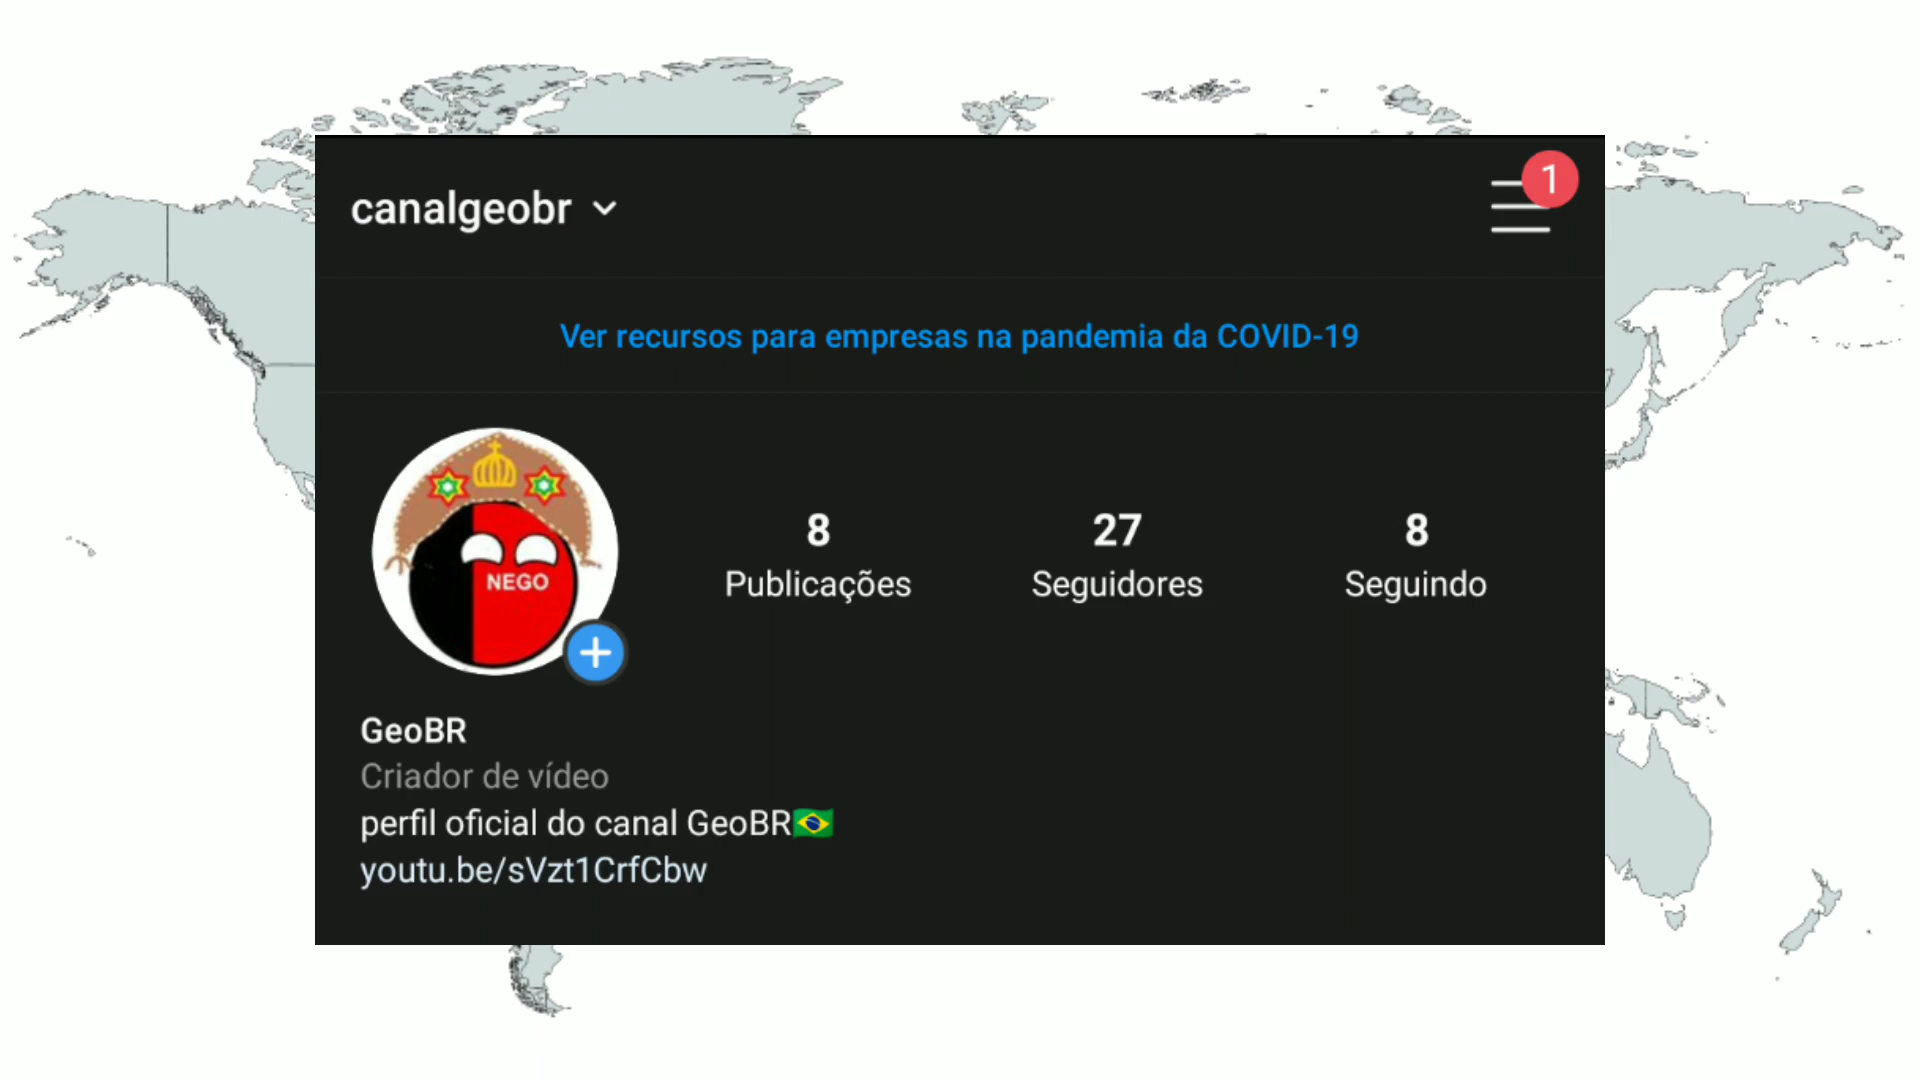 canalgeobr
1
Ver recursos para empresas na pandemia da COVID-19
NEGO
8
Publicações
27
Seguidores
8
Seguindo
GeoBR
Criador de vídeo
perfil oficial do canal GeoBR🇧🇷
youtu.be/sVzt1CrfCbw